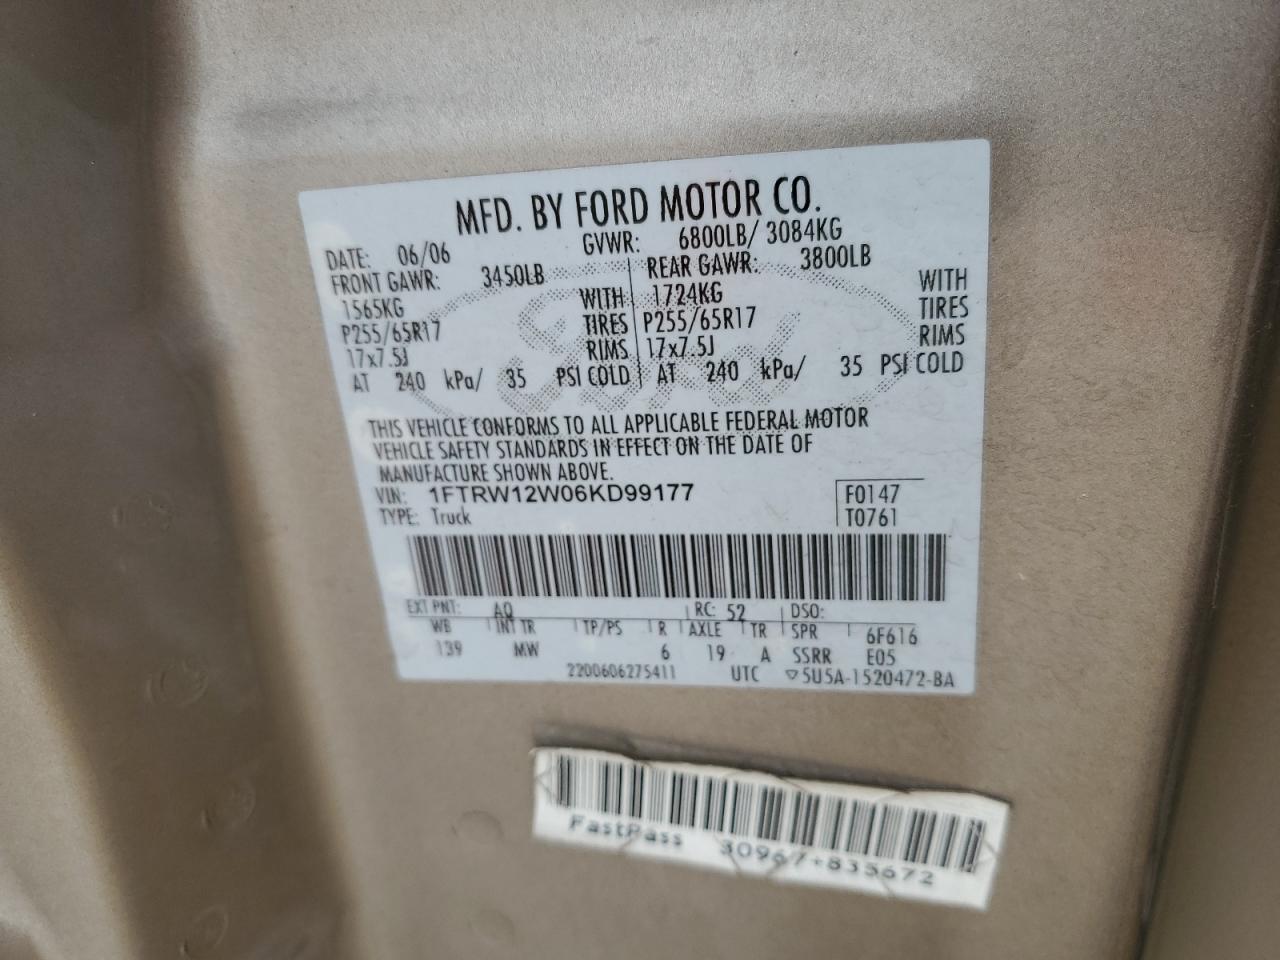 MFD. BY FORD MOTOR CO.
DATE: 06/06 GVWR: 6800LB/ 3084KG
FRONT GAWR: 3450LB REAR GAWR: 3800LB
1565KG WITH 1724KG WITH
P255/65R17 TIRES P255/65R17 TIRES
17x7.5J RIMS 17x7.5J RIMS
AT 240 kPa/ 35 PSI COLD AT 240 kPa/ 35 PSI COLD
THIS VEHICLE CONFORMS TO ALL APPLICABLE FEDERAL MOTOR
VEHICLE SAFETY STANDARDS IN EFFECT ON THE DATE OF
MANUFACTURE SHOWN ABOVE.
VIN: 1FTRW12W06KD99177 F0147
TYPE: Truck T0761
EXT PNT: AQ RC: 52 DSO:
WB INT TR TP/PS R AXLE TR SPR 6F616
139 MW 6 19 A SSRR E05
2200606275411 UTC ▽5U5A-1520472-BA
FastPass 30967+835672